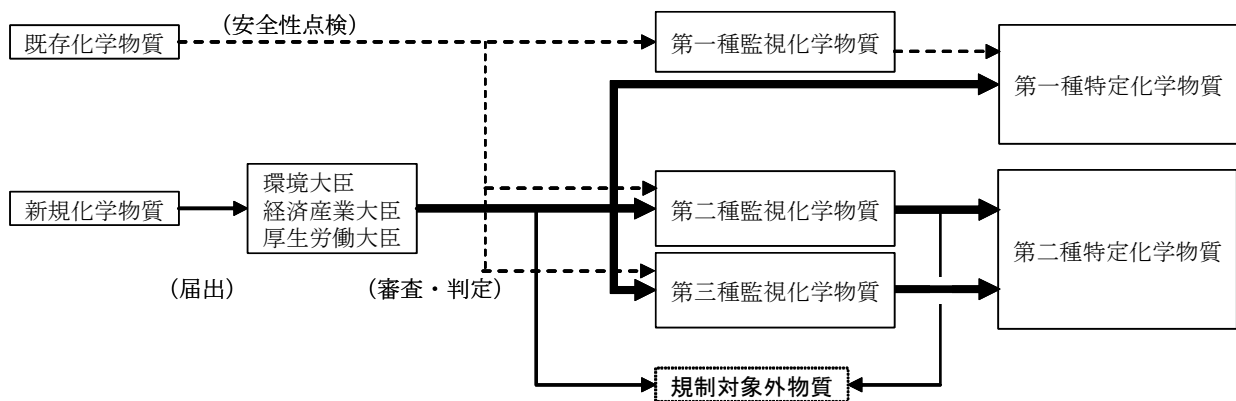 (安全性点検)
既存化学物質
第一種監視化学物質
第一種特定化学物質
新規化学物質
環境大臣
経済産業大臣
厚生労働大臣
第二種監視化学物質
第二種特定化学物質
(届出)
(審査・判定)
第三種監視化学物質
規制対象外物質